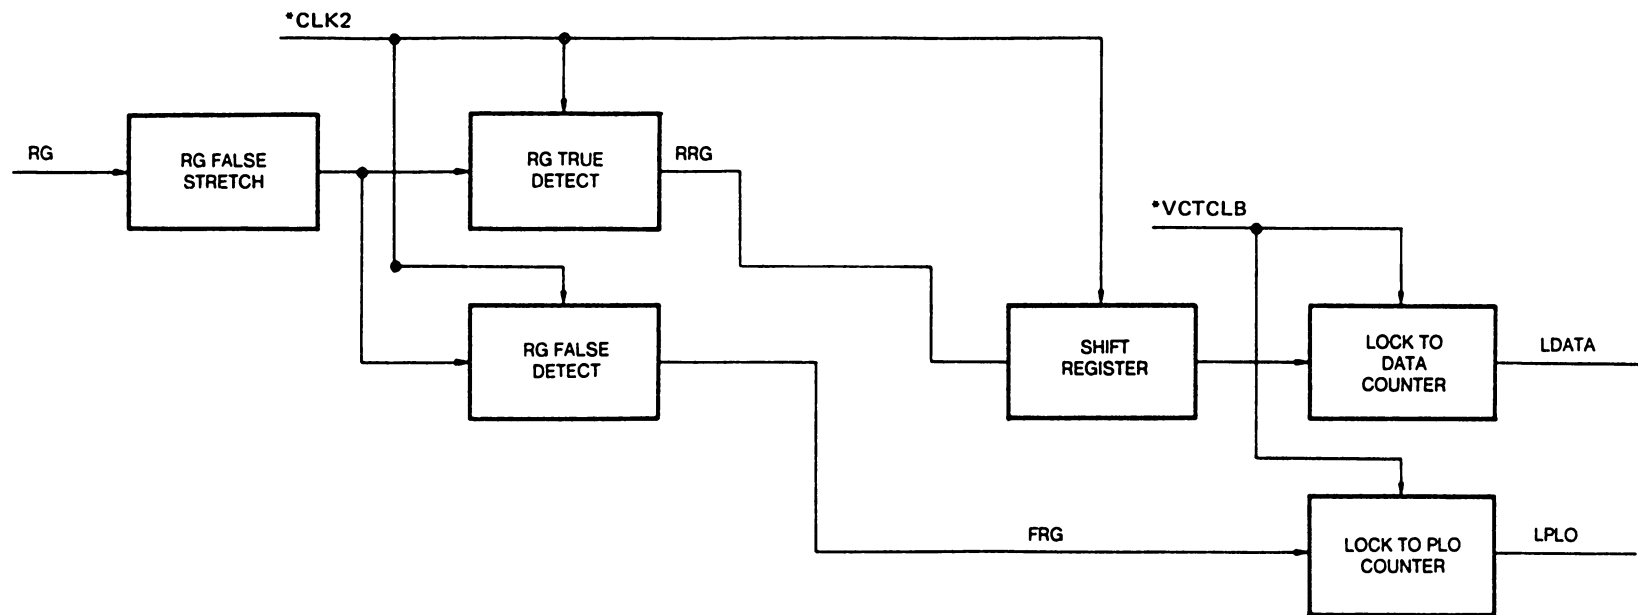 *CLK2
RG
RG FALSE
STRETCH
RG TRUE
DETECT
RRG
*VCTCLB
RG FALSE
DETECT
SHIFT
REGISTER
LOCK TO
DATA
COUNTER
LDATA
FRG
LOCK TO PLO
COUNTER
LPLO